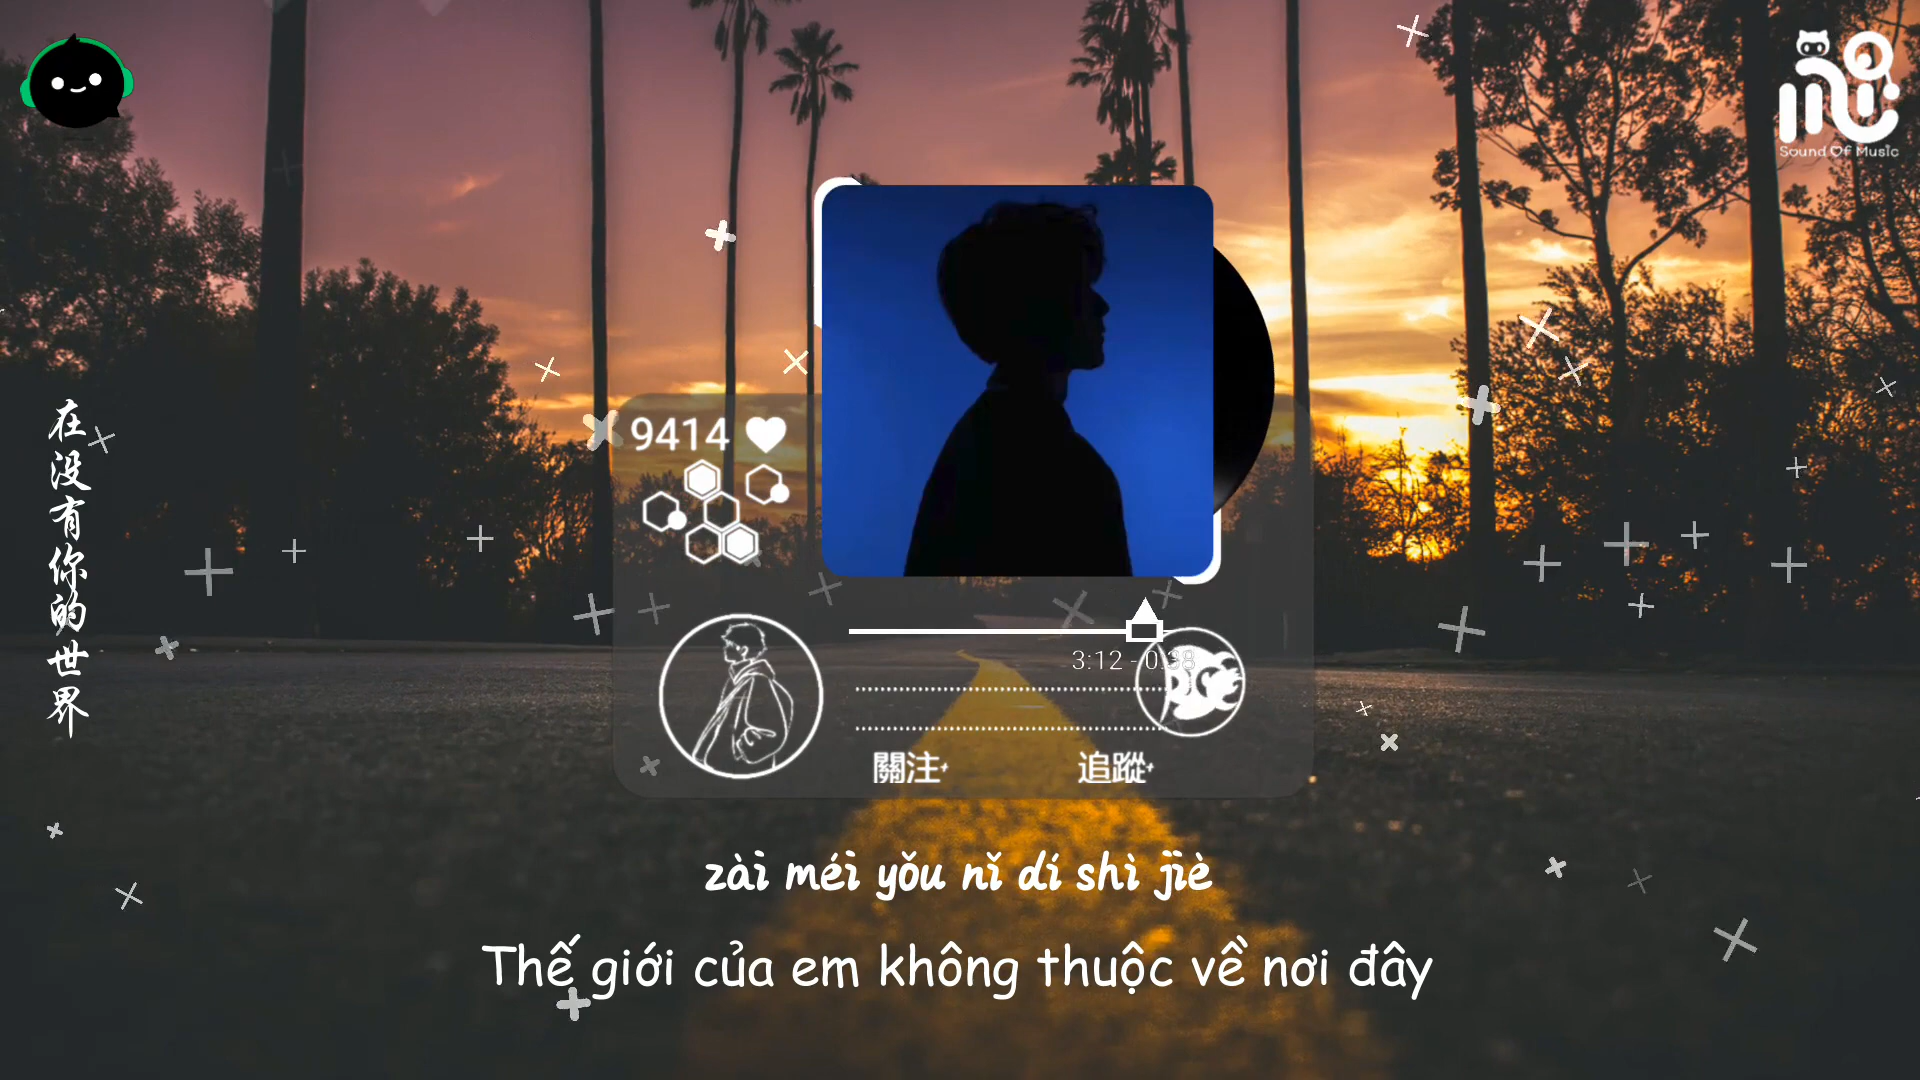 Sound Of Music
在没有你的世界
9414
3:12 - 0:38
關注+
追蹤+
zài méi yǒu nǐ dí shì jiè
Thế giới của em không thuộc về nơi đây